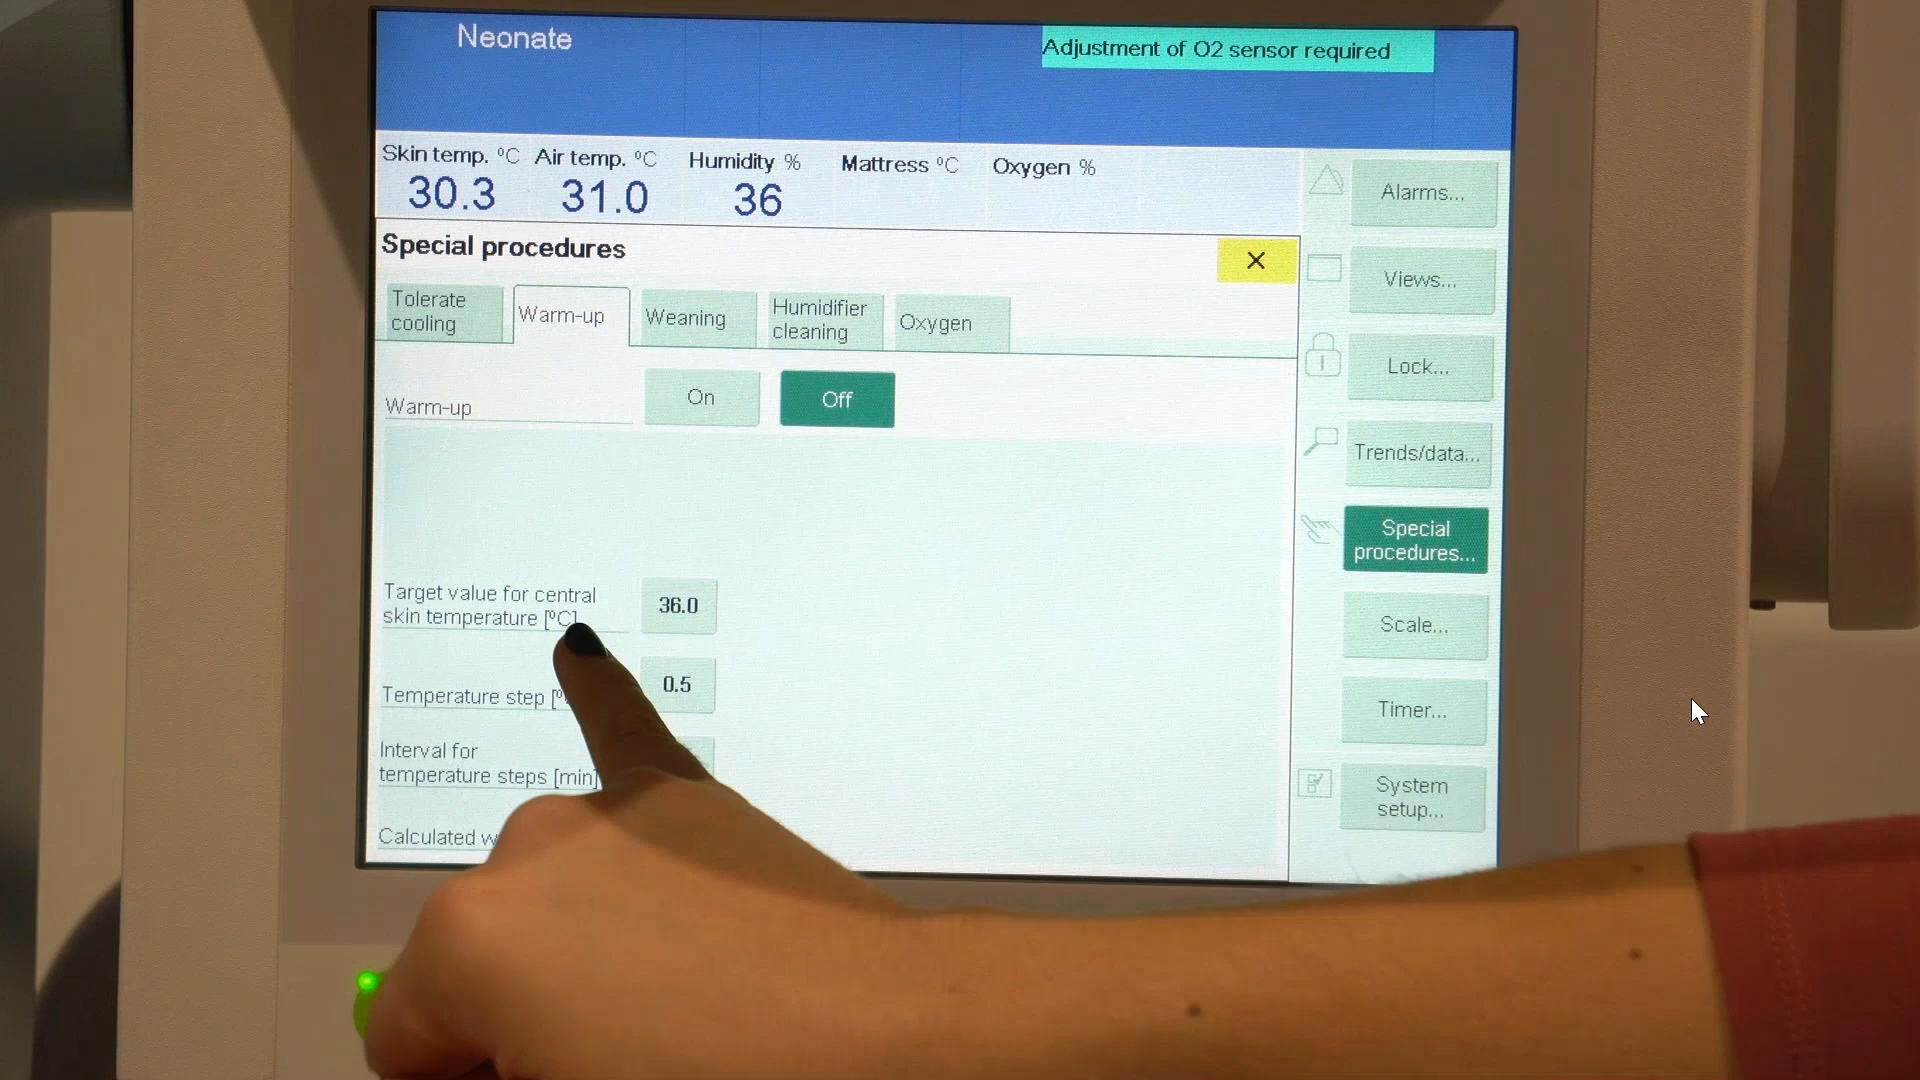 Neonate
Adjustment of O2 sensor required
Skin temp. °C
Air temp. °C
Humidity %
Mattress °C
Oxygen %
30.3
31.0
36
Special procedures
×
Tolerate
cooling
Warm-up
Weaning
Humidifier
cleaning
Oxygen
Warm-up
On
Off
Target value for central
skin temperature [°C]
36.0
Temperature step [°
0.5
Interval for
temperature steps [min]
Calculated
Alarms...
Views...
Lock...
Trends/data...
Special
procedures...
Scale...
Timer...
System
setup...